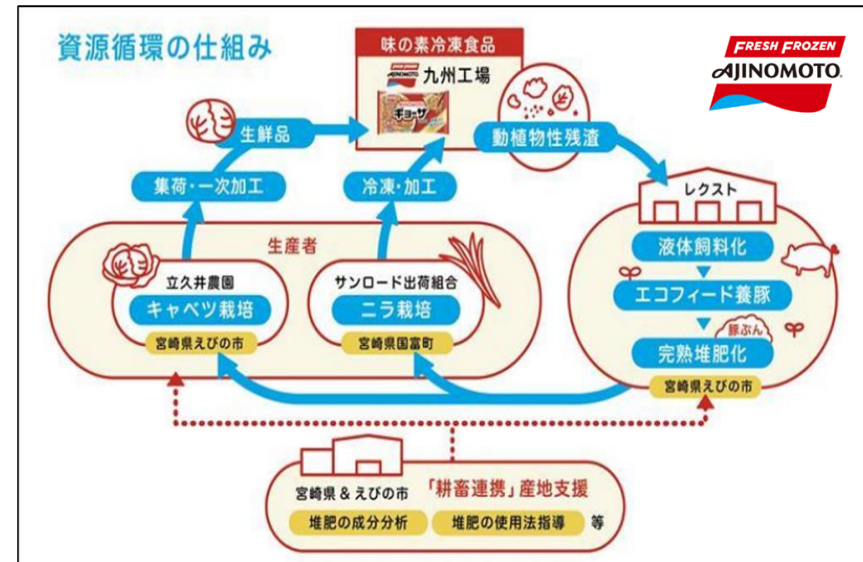 資源循環の仕組み
味の素冷凍食品
九州工場
ギョーザ
FRESH FROZEN
AJINOMOTO
生鮮品
動植物性残渣
集荷・一次加工
冷凍・加工
レクスト
生産者
液体飼料化
立久井農園
サンロード出荷組合
キャベツ栽培
ニラ栽培
エコフィード養豚
豚ぷん
宮崎県えびの市
宮崎県国富町
完熟堆肥化
宮崎県えびの市
宮崎県 & えびの市
「耕畜連携」産地支援
堆肥の成分分析
堆肥の使用法指導
等